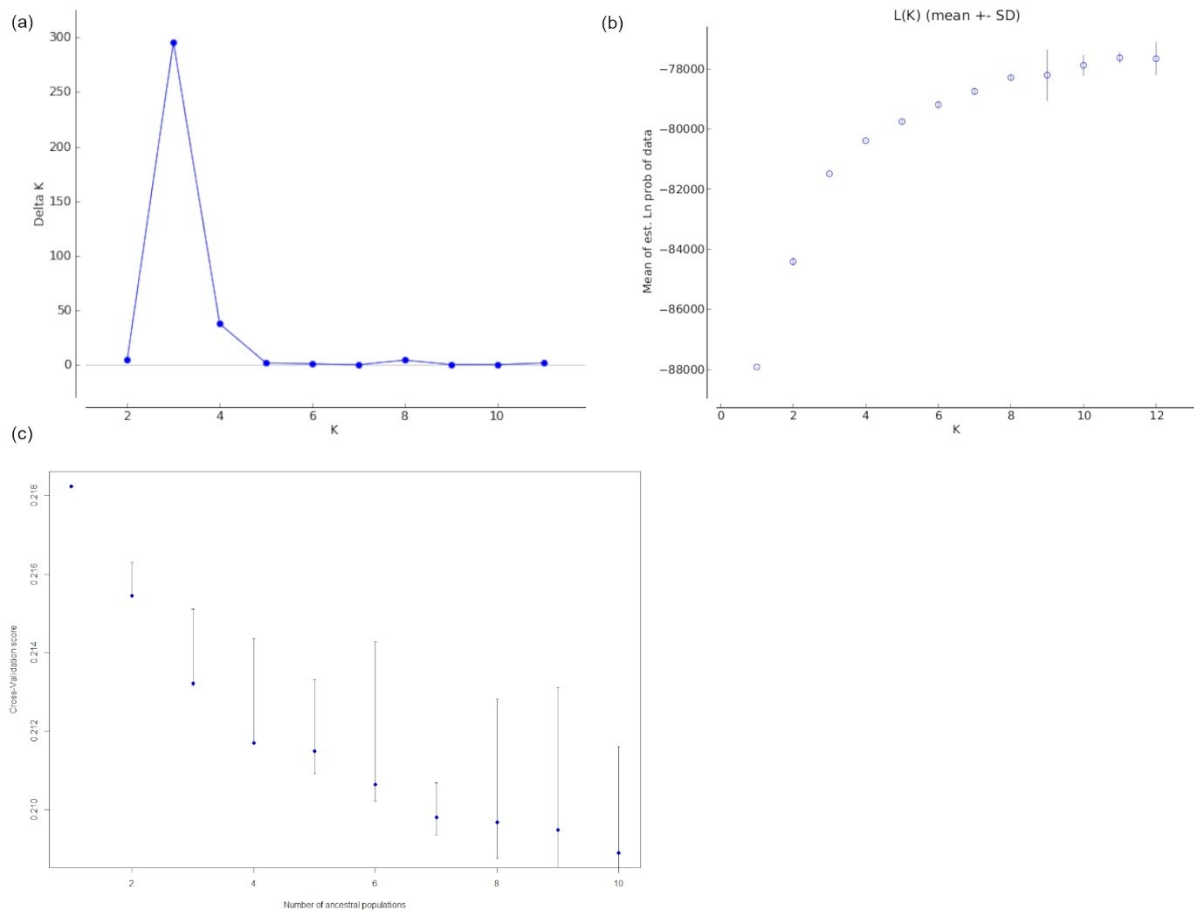 (a)
300
250
200
150
100
50
0
Delta K
2 4 6 8 10
K
(b)
L(K) (mean +- SD)
−78000
−80000
−82000
−84000
−86000
−88000
Mean of est. Ln prob of data
0 2 4 6 8 10 12
K
(c)
0.218
0.216
0.214
0.212
0.210
Cross-Validation score
2 4 6 8 10
Number of ancestral populations